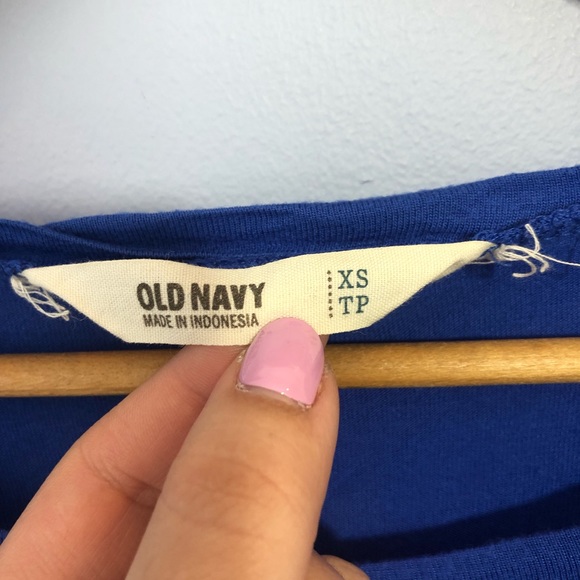 OLD NAVY
MADE IN INDONESIA
XS
TP